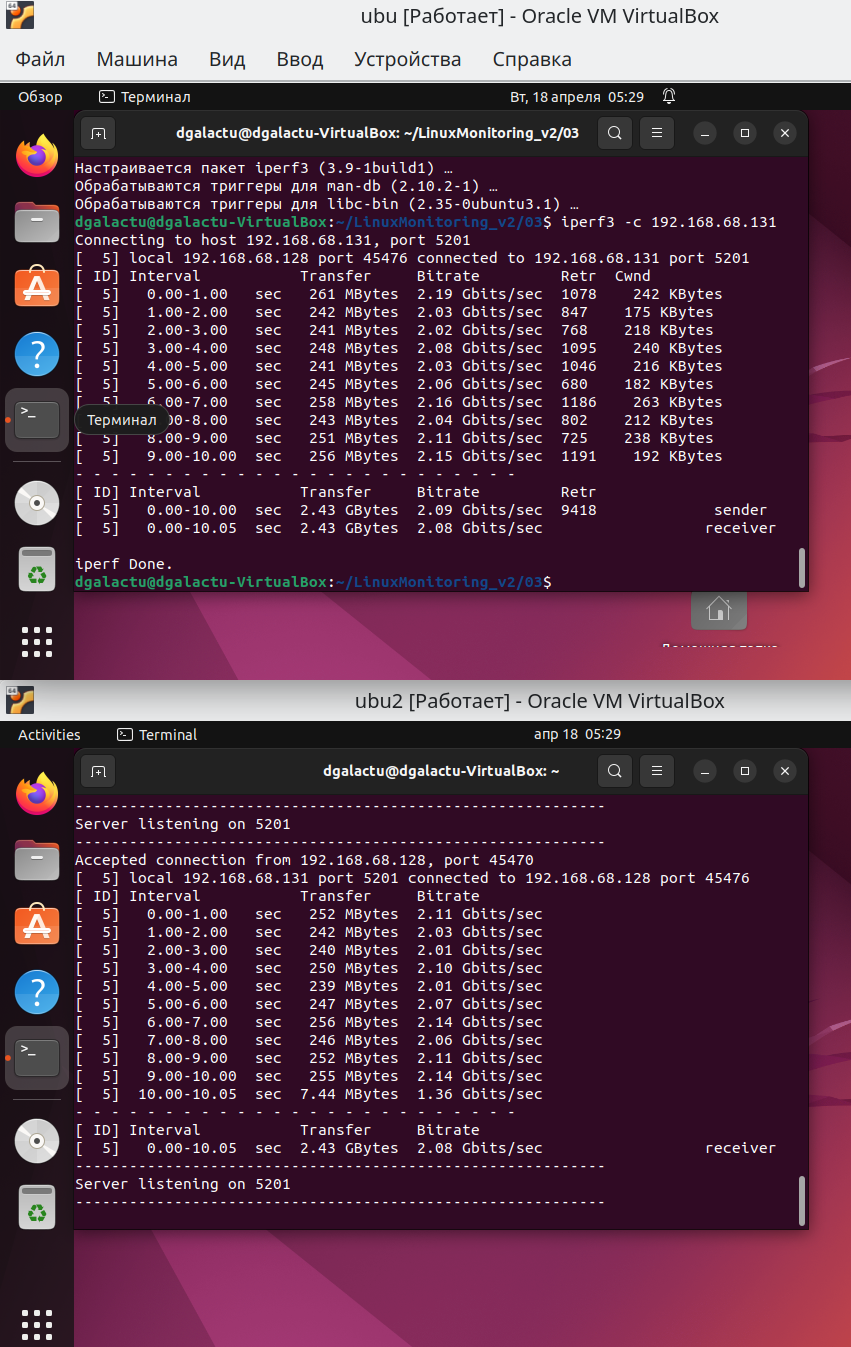 64
ubu [Работает] - Oracle VM VirtualBox
Файл Машина Вид Ввод Устройства Справка
Обзор Терминал Вт, 18 апреля 05:29
dgalactu@dgalactu-VirtualBox: ~/LinuxMonitoring_v2/03
Настраивается пакет iperf3 (3.9-1build1) …
Обрабатываются триггеры для man-db (2.10.2-1) …
Обрабатываются триггеры для libc-bin (2.35-0ubuntu3.1) …
dgalactu@dgalactu-VirtualBox:~/LinuxMonitoring_v2/03$ iperf3 -c 192.168.68.131
Connecting to host 192.168.68.131, port 5201
[  5] local 192.168.68.128 port 45476 connected to 192.168.68.131 port 5201
[ ID] Interval           Transfer     Bitrate         Retr  Cwnd
[  5]   0.00-1.00   sec   261 MBytes  2.19 Gbits/sec  1078    242 KBytes
[  5]   1.00-2.00   sec   242 MBytes  2.03 Gbits/sec  847    175 KBytes
[  5]   2.00-3.00   sec   241 MBytes  2.02 Gbits/sec  768    218 KBytes
[  5]   3.00-4.00   sec   248 MBytes  2.08 Gbits/sec  1095    240 KBytes
[  5]   4.00-5.00   sec   241 MBytes  2.03 Gbits/sec  1046    216 KBytes
[  5]   5.00-6.00   sec   245 MBytes  2.06 Gbits/sec  680    182 KBytes
[  5]   6.00-7.00   sec   258 MBytes  2.16 Gbits/sec  1186    263 KBytes
Терминал 00-8.00   sec   243 MBytes  2.04 Gbits/sec  802    212 KBytes
[  5]   8.00-9.00   sec   251 MBytes  2.11 Gbits/sec  725    238 KBytes
[  5]   9.00-10.00  sec   256 MBytes  2.15 Gbits/sec  1191    192 KBytes
- - - - - - - - - - - - - - - - - - - - - - - - -
[ ID] Interval           Transfer     Bitrate         Retr
[  5]   0.00-10.00  sec  2.43 GBytes  2.09 Gbits/sec  9418             sender
[  5]   0.00-10.05  sec  2.43 GBytes  2.08 Gbits/sec                  receiver
iperf Done.
dgalactu@dgalactu-VirtualBox:~/LinuxMonitoring_v2/03$
64
ubu2 [Работает] - Oracle VM VirtualBox
Activities Terminal апр 18 05:29
dgalactu@dgalactu-VirtualBox: ~
-----------------------------------------------------------
Server listening on 5201
-----------------------------------------------------------
Accepted connection from 192.168.68.128, port 45470
[  5] local 192.168.68.131 port 5201 connected to 192.168.68.128 port 45476
[ ID] Interval           Transfer     Bitrate
[  5]   0.00-1.00   sec   252 MBytes  2.11 Gbits/sec
[  5]   1.00-2.00   sec   242 MBytes  2.03 Gbits/sec
[  5]   2.00-3.00   sec   240 MBytes  2.01 Gbits/sec
[  5]   3.00-4.00   sec   250 MBytes  2.10 Gbits/sec
[  5]   4.00-5.00   sec   239 MBytes  2.01 Gbits/sec
[  5]   5.00-6.00   sec   247 MBytes  2.07 Gbits/sec
[  5]   6.00-7.00   sec   256 MBytes  2.14 Gbits/sec
[  5]   7.00-8.00   sec   246 MBytes  2.06 Gbits/sec
[  5]   8.00-9.00   sec   252 MBytes  2.11 Gbits/sec
[  5]   9.00-10.00  sec   255 MBytes  2.14 Gbits/sec
[  5]  10.00-10.05  sec  7.44 MBytes  1.36 Gbits/sec
- - - - - - - - - - - - - - - - - - - - - - - - -
[ ID] Interval           Transfer     Bitrate
[  5]   0.00-10.05  sec  2.43 GBytes  2.08 Gbits/sec                  receiver
-----------------------------------------------------------
Server listening on 5201
-----------------------------------------------------------